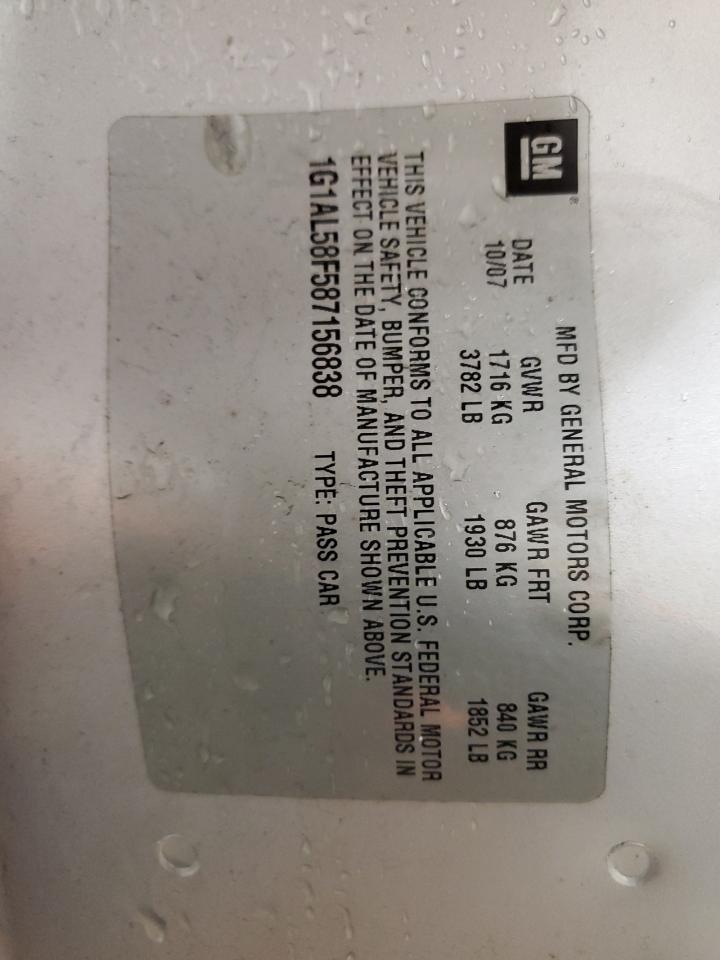 GM®
MFD BY GENERAL MOTORS CORP.
DATE GVWR GAWR FRT GAWR RR
10/07 1716 KG 876 KG 840 KG
3782 LB 1930 LB 1852 LB
THIS VEHICLE CONFORMS TO ALL APPLICABLE U.S. FEDERAL MOTOR
VEHICLE SAFETY, BUMPER, AND THEFT PREVENTION STANDARDS IN
EFFECT ON THE DATE OF MANUFACTURE SHOWN ABOVE.
1G1AL58F587156838 TYPE: PASS CAR